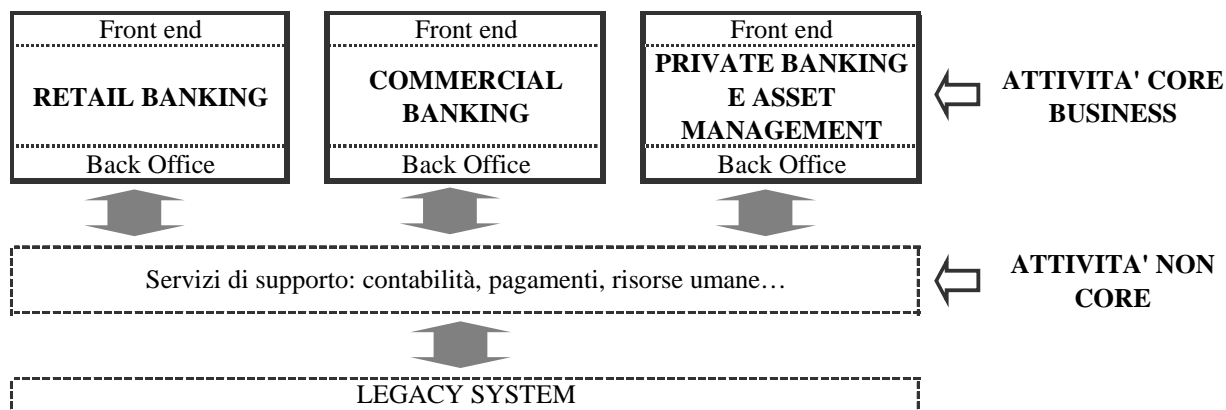 Front end
RETAIL BANKING
Back Office
Front end
COMMERCIAL
BANKING
Back Office
Front end
PRIVATE BANKING
E ASSET
MANAGEMENT
Back Office
ATTIVITA' CORE
BUSINESS
Servizi di supporto: contabilità, pagamenti, risorse umane…
ATTIVITA' NON
CORE
LEGACY SYSTEM